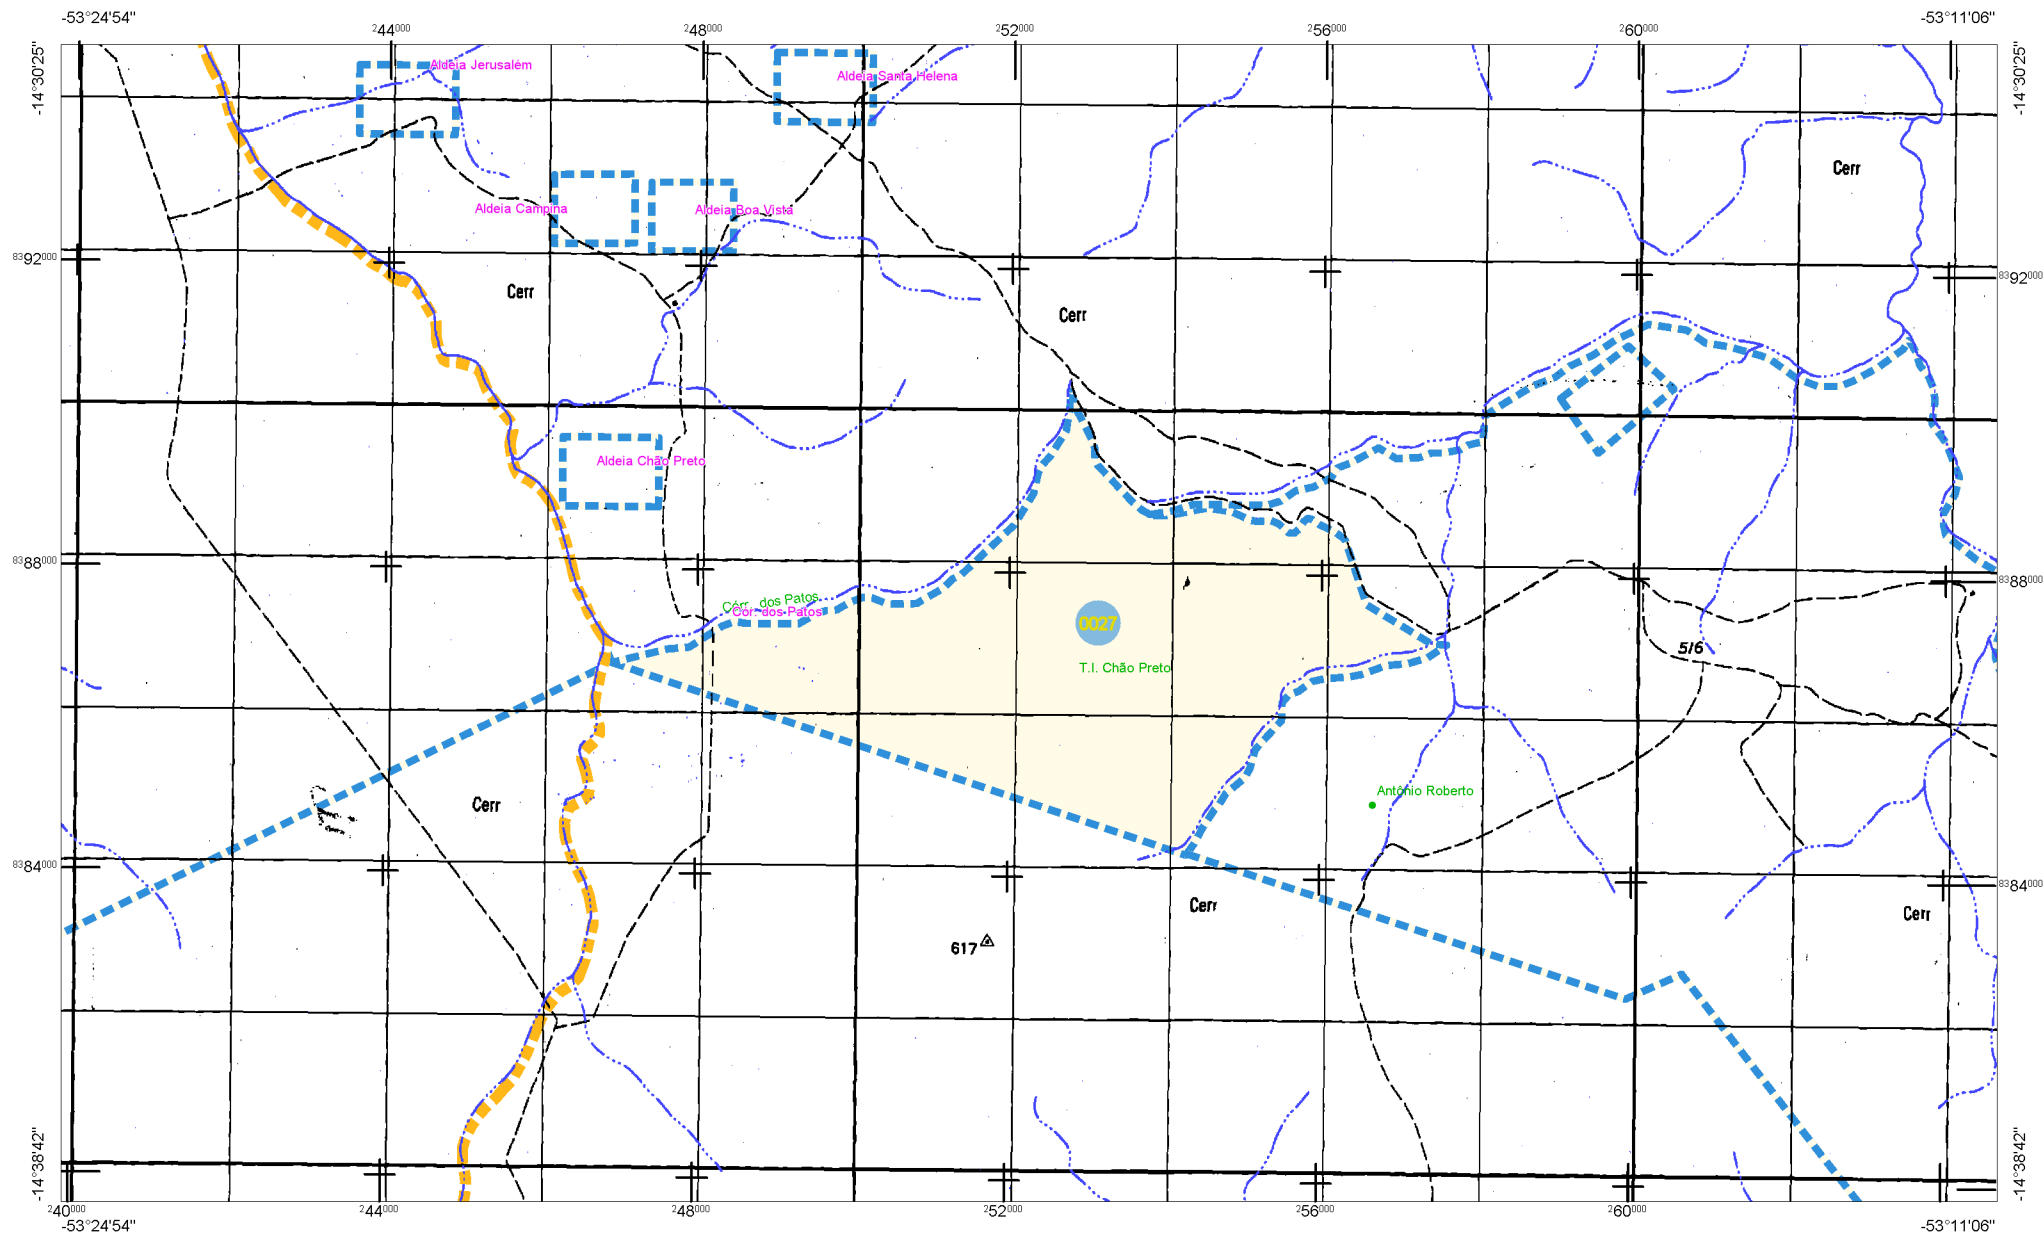 -53°24'54" -53°11'06"
244000 248000 252000 256000 260000
-14°30'25" -14°30'25"
Aldeia Jerusalém
Aldeia Santa Helena
Cerr
Aldeia Campina
Aldeia Boa Vista
8392000 8392000
Cerr
Cerr
Aldeia Chão Preto
8388000 8388000
Córr. dos Patos
Cór. dos Patos
0027
5/6
T.I. Chão Preto
Antônio Roberto
Cerr
8384000 8384000
Cerr
Cerr
617
-14°38'42" -14°38'42"
240000 244000 248000 252000 256000 260000
-53°24'54" -53°11'06"